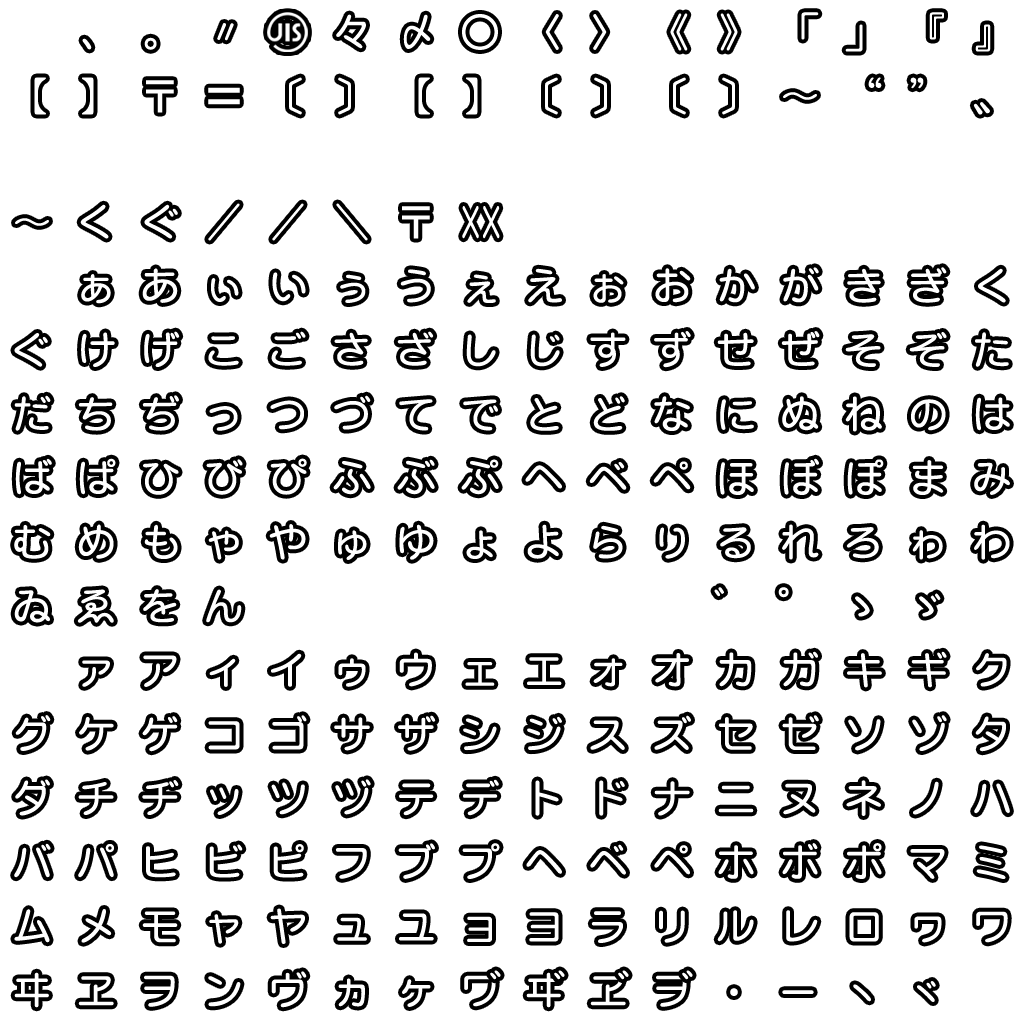 、 。 〃 〄 々 〆 〇 〈 〉 《 》 「 」 『 』
【 】 〒 〓 〔 〕 〖 〗 〘 〙 〚 〛 〜 〝 〞 〟
〰 〱 〲 〳 〴 〵 〶 〷
ぁ あ ぃ い ぅ う ぇ え ぉ お か が き ぎ く
ぐ け げ こ ご さ ざ し じ す ず せ ぜ そ ぞ た
だ ち ぢ っ つ づ て で と ど な に ぬ ね の は
ば ぱ ひ び ぴ ふ ぶ ぷ へ べ ぺ ほ ぼ ぽ ま み
む め も ゃ や ゅ ゆ ょ よ ら り る れ ろ ゎ わ
ゐ ゑ を ん ゛ ゜ ゝ ゞ
ァ ア ィ イ ゥ ウ ェ エ ォ オ カ ガ キ ギ ク
グ ケ ゲ コ ゴ サ ザ シ ジ ス ズ セ ゼ ソ ゾ タ
ダ チ ヂ ッ ツ ヅ テ デ ト ド ナ ニ ヌ ネ ノ ハ
バ パ ヒ ビ ピ フ ブ プ ヘ ベ ペ ホ ボ ポ マ ミ
ム メ モ ャ ヤ ュ ユ ョ ヨ ラ リ ル レ ロ ヮ ワ
ヰ ヱ ヲ ン ヴ ヵ ヶ ヷ ヸ ヹ ヺ ・ ー ヽ ヾ